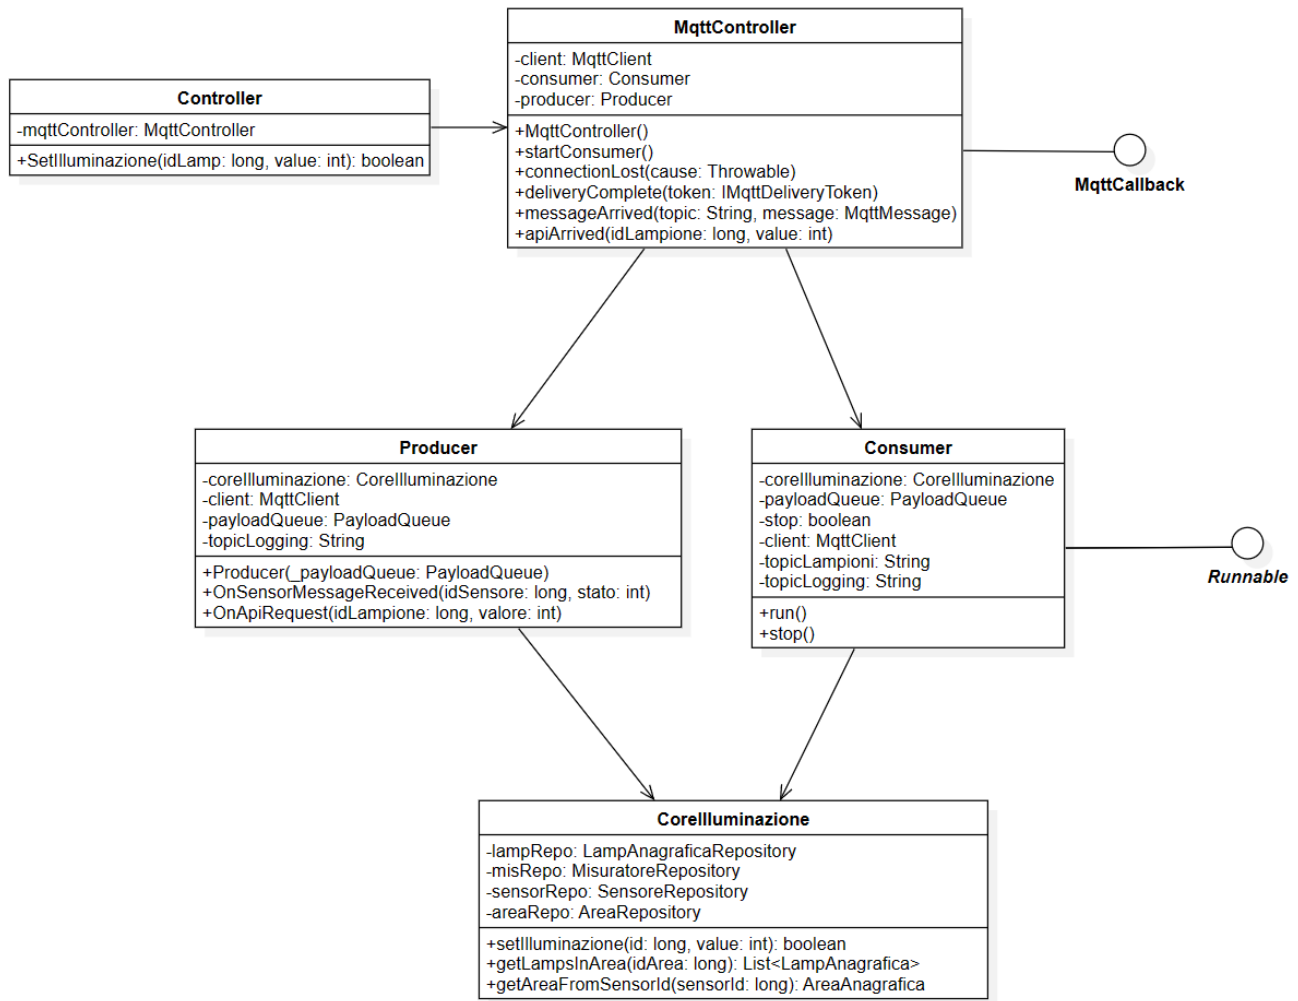 MqttController
-client: MqttClient
-consumer: Consumer
-producer: Producer
+MqttController()
+startConsumer()
+connectionLost(cause: Throwable)
+deliveryComplete(token: IMqttDeliveryToken)
+messageArrived(topic: String, message: MqttMessage)
+apiArrived(idLampione: long, value: int)
Controller
-mqttController: MqttController
+SetIlluminazione(idLamp: long, value: int): boolean
MqttCallback
Producer
-coreIlluminazione: CoreIlluminazione
-client: MqttClient
-payloadQueue: PayloadQueue
-topicLogging: String
+Producer(_payloadQueue: PayloadQueue)
+OnSensorMessageReceived(idSensore: long, stato: int)
+OnApiRequest(idLampione: long, valore: int)
Consumer
-coreIlluminazione: CoreIlluminazione
-payloadQueue: PayloadQueue
-stop: boolean
-client: MqttClient
-topicLampioni: String
-topicLogging: String
+run()
+stop()
Runnable
CoreIlluminazione
-lampRepo: LampAnagraficaRepository
-misRepo: MisuratoreRepository
-sensorRepo: SensoreRepository
-areaRepo: AreaRepository
+setIlluminazione(id: long, value: int): boolean
+getLampsInArea(idArea: long): List<LampAnagrafica>
+getAreaFromSensorId(sensorId: long): AreaAnagrafica